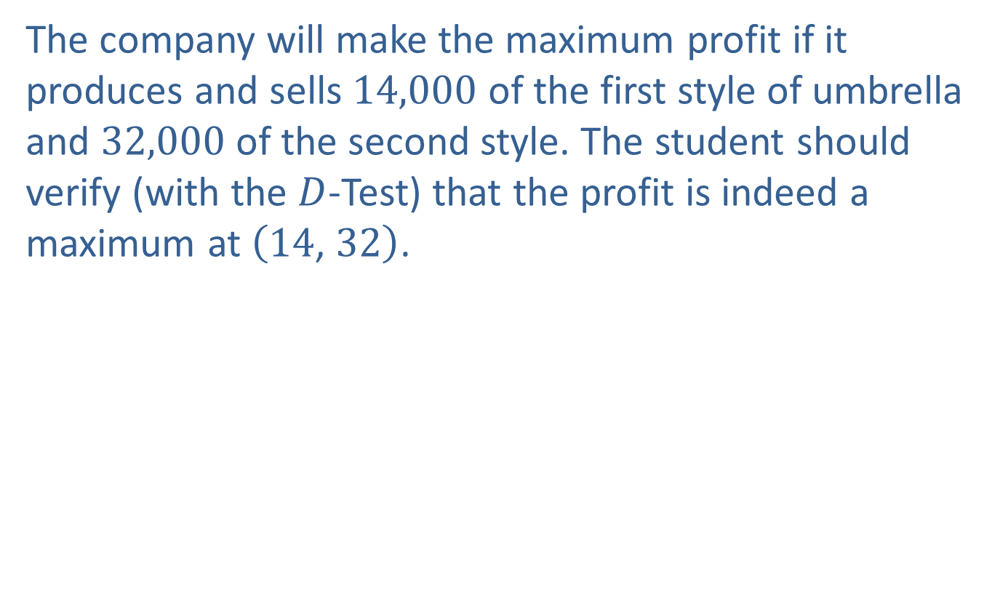 The company will make the maximum profit if it
produces and sells 14,000 of the first style of umbrella
and 32,000 of the second style. The student should
verify (with the D-Test) that the profit is indeed a
maximum at (14, 32).